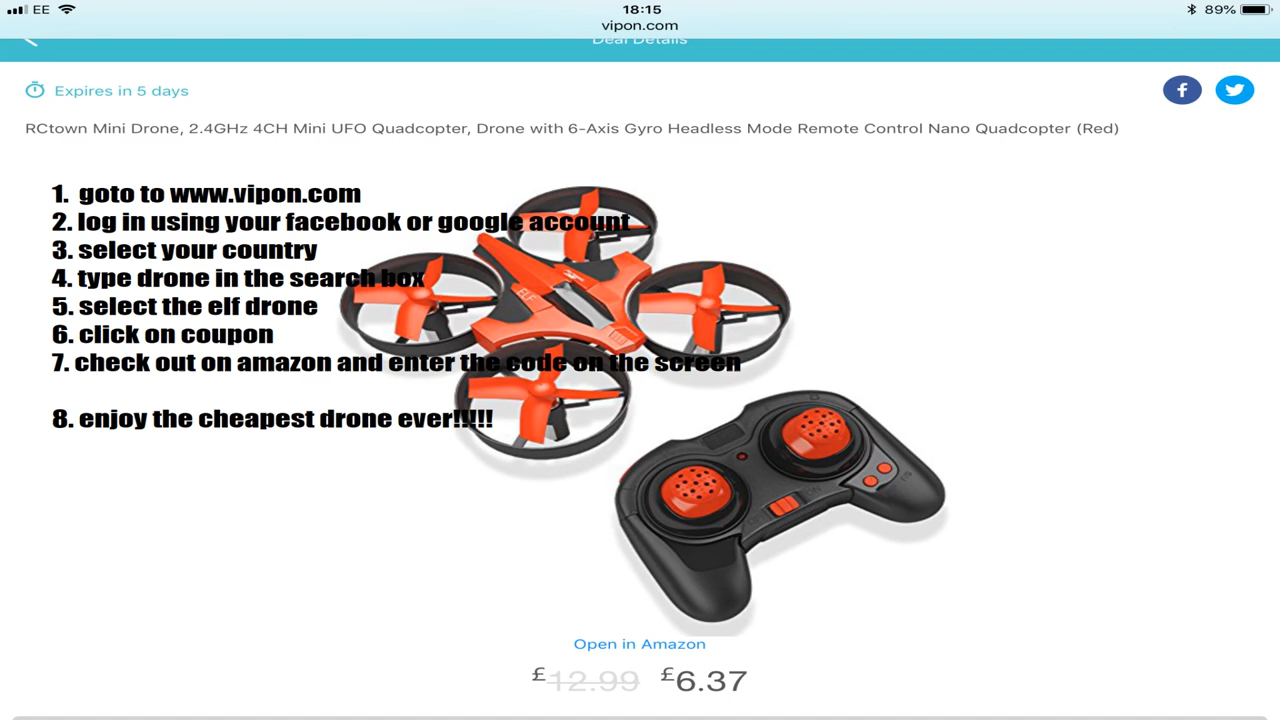 EE 18:15 89%
vipon.com
Deal Details
Expires in 5 days
RCtown Mini Drone, 2.4GHz 4CH Mini UFO Quadcopter, Drone with 6-Axis Gyro Headless Mode Remote Control Nano Quadcopter (Red)
1. goto to www.vipon.com
2. log in using your facebook or google account
3. select your country
4. type drone in the search box
5. select the elf drone
6. click on coupon
7. check out on amazon and enter the code on the screen
8. enjoy the cheapest drone ever!!!!!
ELF
Open in Amazon
£12.99 £6.37